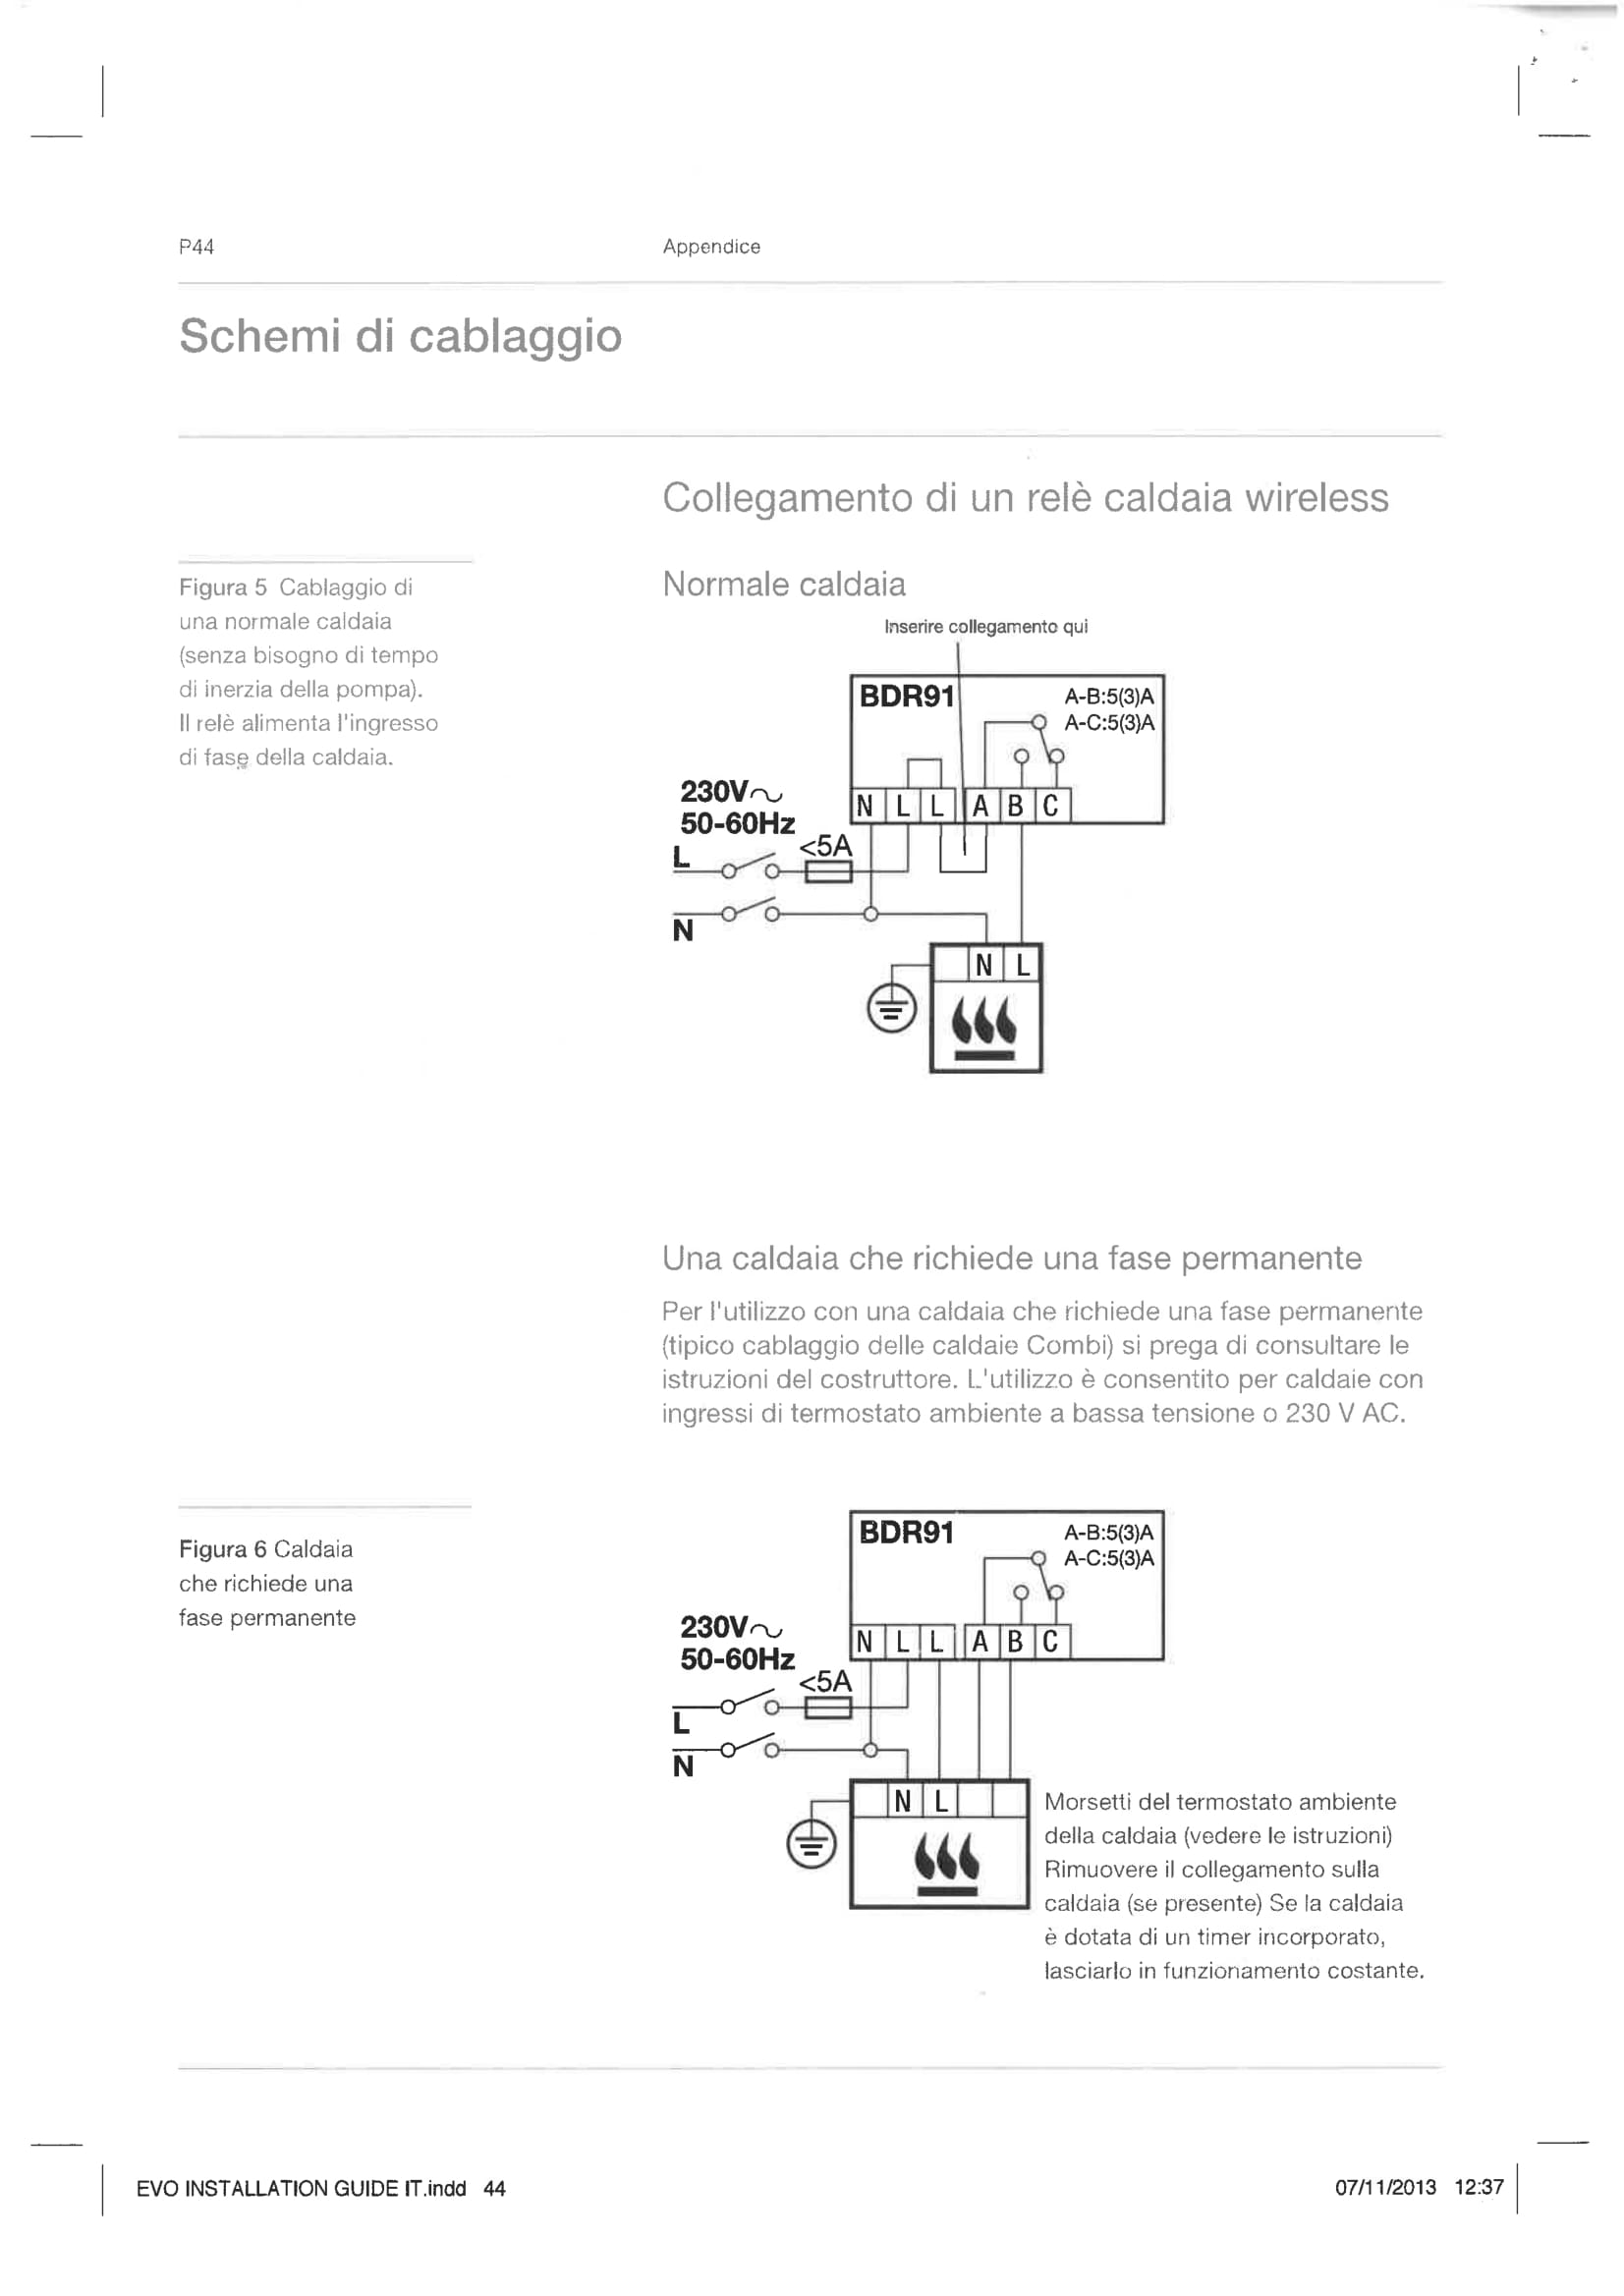 P44
Appendice
Schemi di cablaggio
Collegamento di un relè caldaia wireless
Figura 5 Cablaggio di
una normale caldaia
(senza bisogno di tempo
di inerzia della pompa).
Il relè alimenta l'ingresso
di fase della caldaia.
Normale caldaia
Inserire collegamento qui
BDR91
A-B:5(3)A
A-C:5(3)A
230V~
50-60Hz
N L L A B C
<5A
L
N
N L
Una caldaia che richiede una fase permanente
Per l'utilizzo con una caldaia che richiede una fase permanente
(tipico cablaggio delle caldaie Combi) si prega di consultare le
istruzioni del costruttore. L'utilizzo è consentito per caldaie con
ingressi di termostato ambiente a bassa tensione o 230 V AC.
Figura 6 Caldaia
che richiede una
fase permanente
BDR91
A-B:5(3)A
A-C:5(3)A
230V~
50-60Hz
N L L A B C
<5A
L
N
N L
Morsetti del termostato ambiente
della caldaia (vedere le istruzioni)
Rimuovere il collegamento sulla
caldaia (se presente) Se la caldaia
è dotata di un timer incorporato,
lasciarlo in funzionamento costante.
EVO INSTALLATION GUIDE IT.indd 44
07/11/2013 12:37